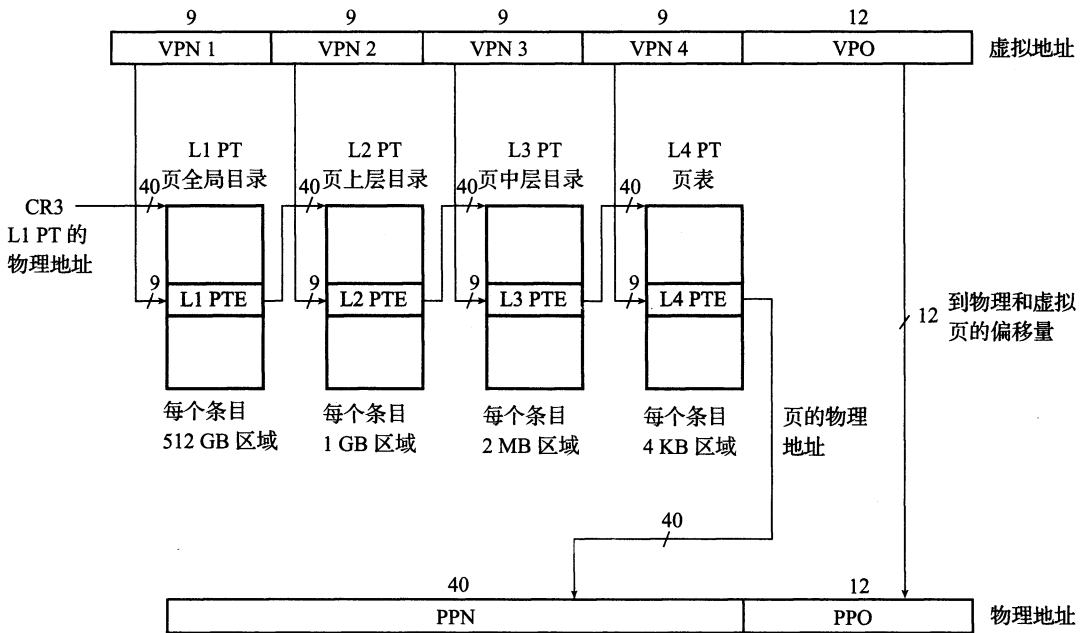 9 9 9 9 12
VPN 1 VPN 2 VPN 3 VPN 4 VPO 虚拟地址
L1 PT
页全局目录
L2 PT
页上层目录
L3 PT
页中层目录
L4 PT
页表
40 40 40 40
CR3
L1 PT 的
物理地址
9 9 9 9
L1 PTE L2 PTE L3 PTE L4 PTE
12 到物理和虚拟
页的偏移量
每个条目
512 GB 区域
每个条目
1 GB 区域
每个条目
2 MB 区域
每个条目
4 KB 区域
页的物理
地址
40
40 12
PPN PPO 物理地址